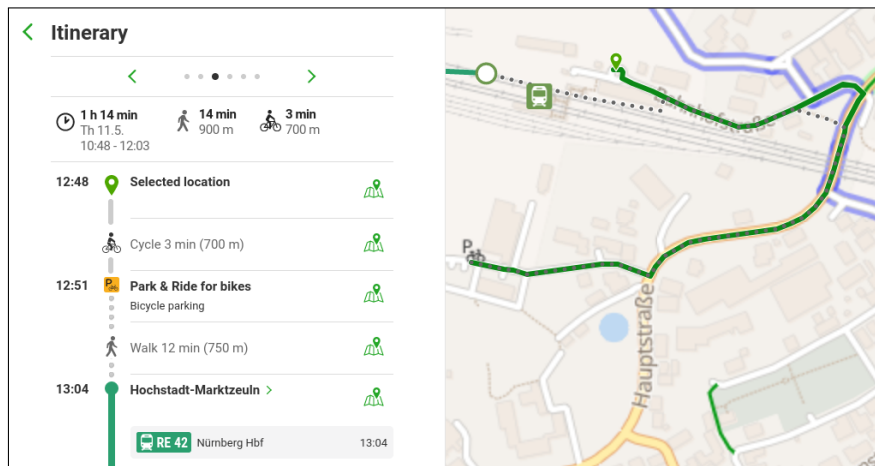 Itinerary
1 h 14 min
Th 11.5.
10:48 - 12:03
14 min
900 m
3 min
700 m
12:48
Selected location
Cycle 3 min (700 m)
12:51
Park & Ride for bikes
Bicycle parking
Walk 12 min (750 m)
13:04
Hochstadt-Marktzeuln
RE 42
Nürnberg Hbf
13:04
Bahnhofstraße
P
Hauptstraße